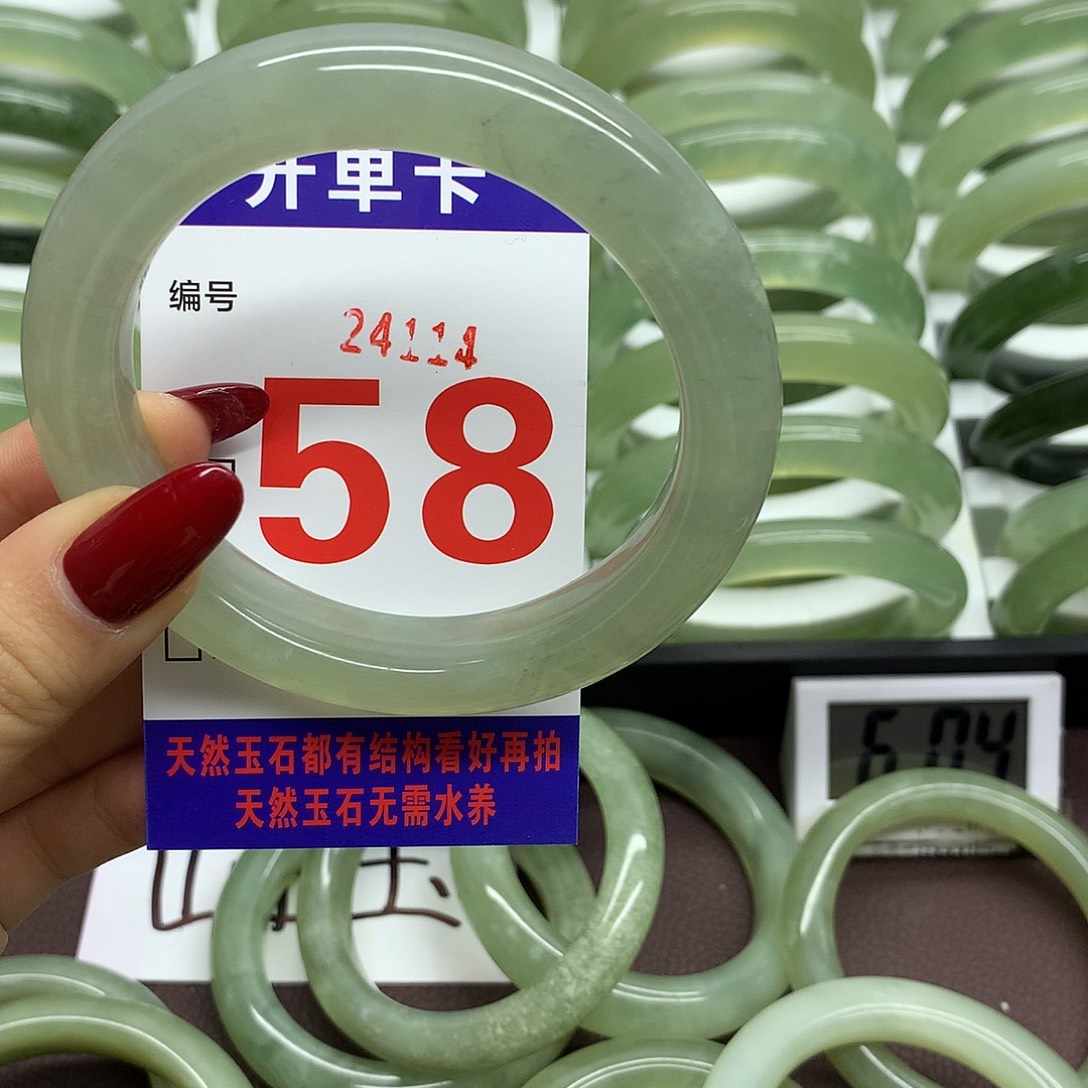 开单卡
编号
24114
58
天然玉石都有结构看好再拍
天然玉石无需水养
6:04